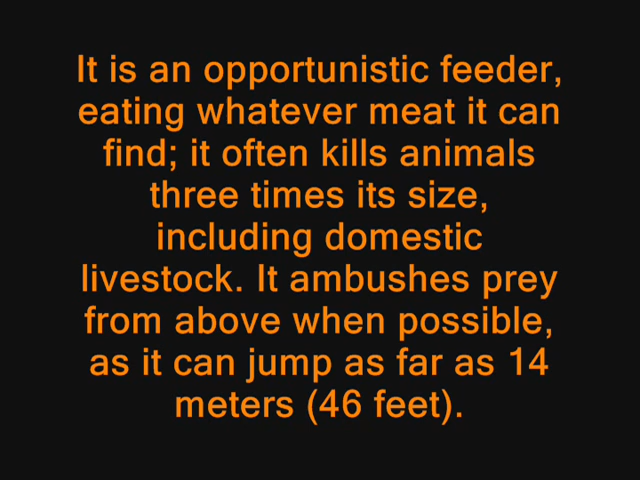 It is an opportunistic feeder,
eating whatever meat it can
find; it often kills animals
three times its size,
including domestic
livestock. It ambushes prey
from above when possible,
as it can jump as far as 14
meters (46 feet).